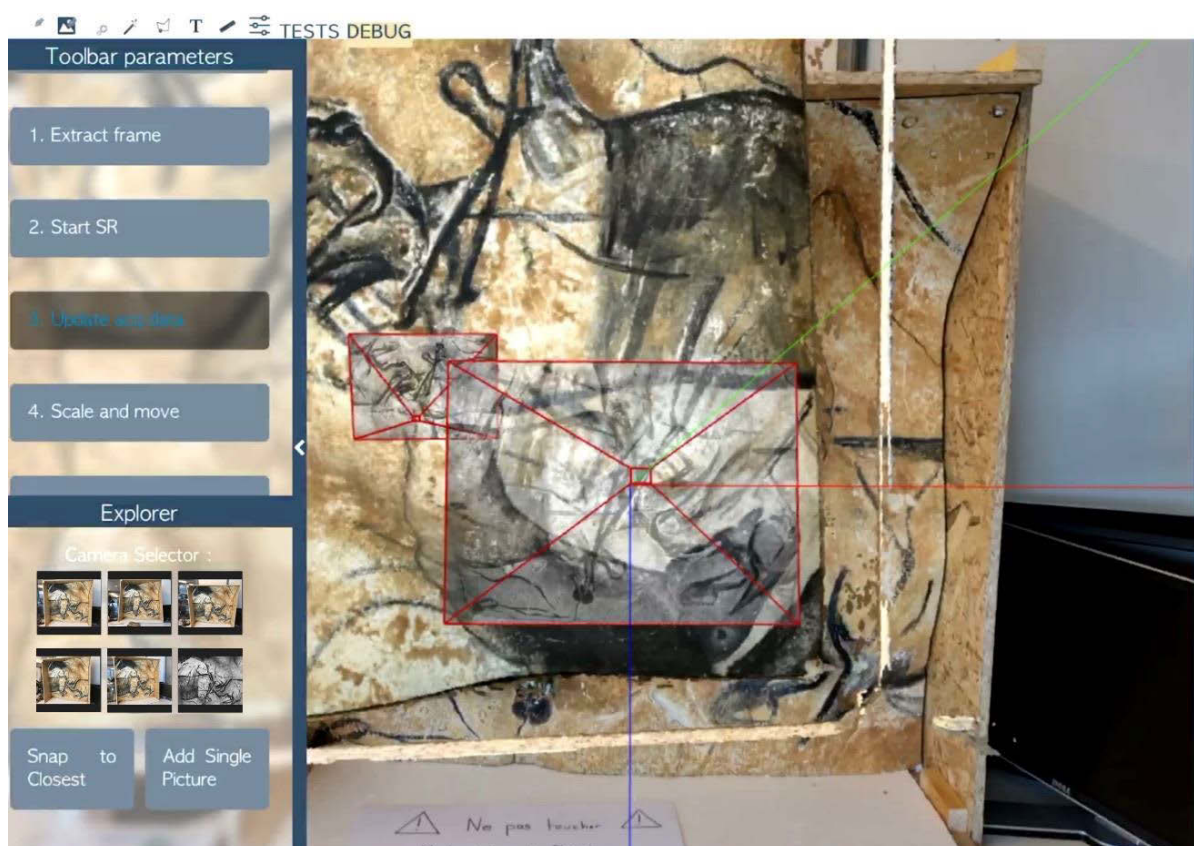 T
TESTS DEBUG
Toolbar parameters
1. Extract frame
2. Start SR
3. Update and
4. Scale and move
Explorer
Camera Selector :
Snap to
Closest
Add Single
Picture
DELL
Ne pas toucher